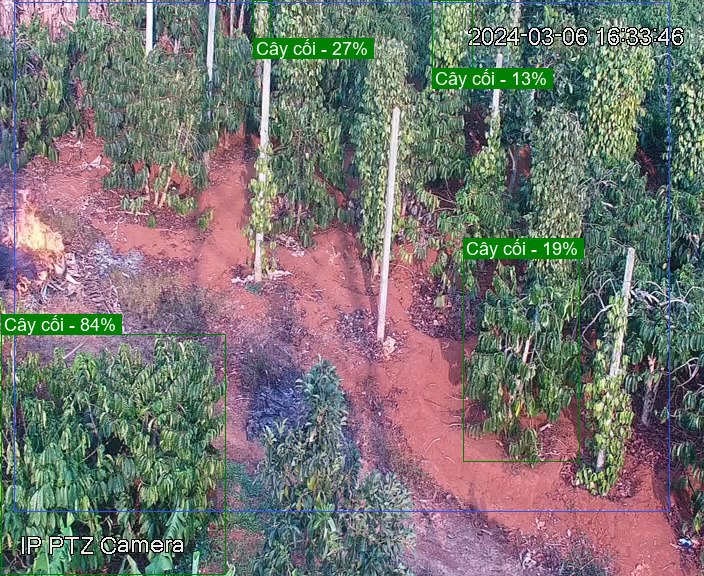 2024-03-06 16:33:46
Cây cối - 27%
Cây cối - 13%
Cây cối - 19%
Cây cối - 84%
IP PTZ Camera